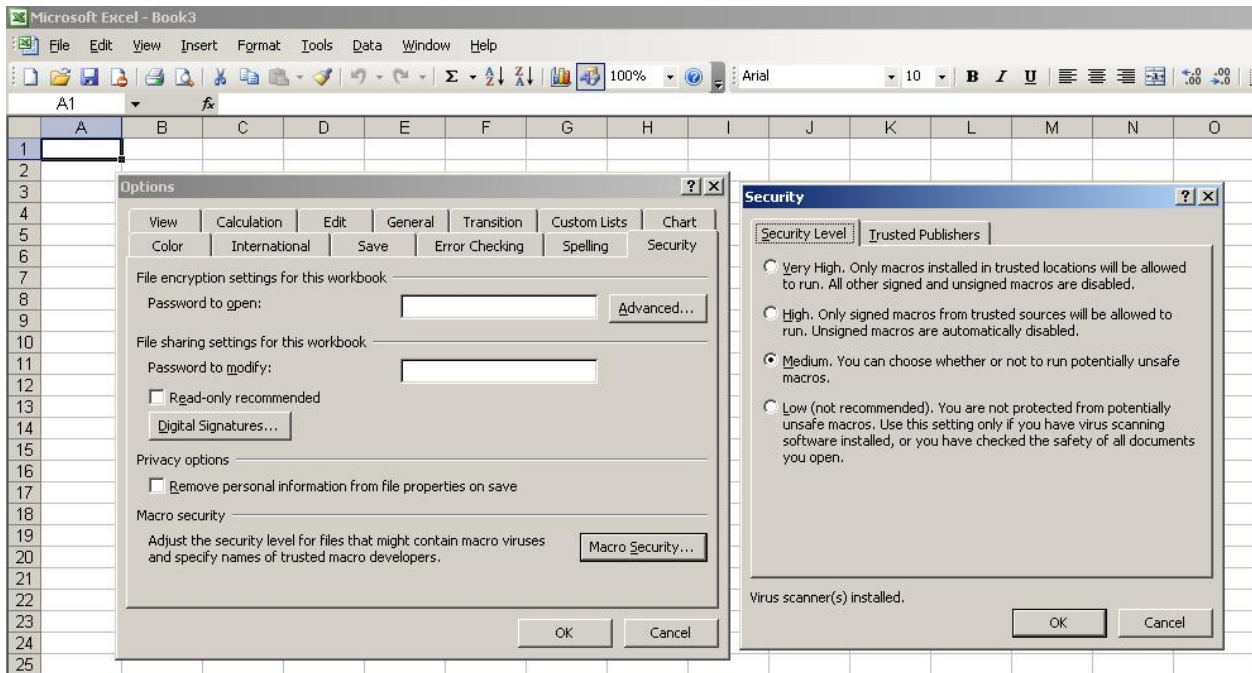 Microsoft Excel - Book3
File Edit View Insert Format Tools Data Window Help
Σ A Z Z A 100% ? Arial 10 B I U
A1 fx
A B C D E F G H I J K L M N O
1
2
3
4
5
6
7
8
9
10
11
12
13
14
15
16
17
18
19
20
21
22
23
24
25
Options
View Calculation Edit General Transition Custom Lists Chart
Color International Save Error Checking Spelling Security
File encryption settings for this workbook
Password to open: Advanced...
File sharing settings for this workbook
Password to modify:
Read-only recommended
Digital Signatures...
Privacy options
Remove personal information from file properties on save
Macro security
Adjust the security level for files that might contain macro viruses
and specify names of trusted macro developers.
Macro Security...
OK Cancel
Security
Security Level Trusted Publishers
Very High. Only macros installed in trusted locations will be allowed
to run. All other signed and unsigned macros are disabled.
High. Only signed macros from trusted sources will be allowed to
run. Unsigned macros are automatically disabled.
Medium. You can choose whether or not to run potentially unsafe
macros.
Low (not recommended). You are not protected from potentially
unsafe macros. Use this setting only if you have virus scanning
software installed, or you have checked the safety of all documents
you open.
Virus scanner(s) installed.
OK Cancel